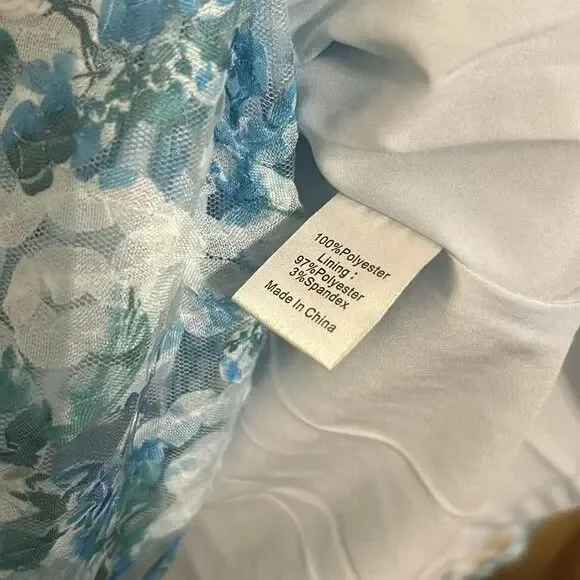 100%Polyester
Lining :
97%Polyester
3%Spandex
Made In China